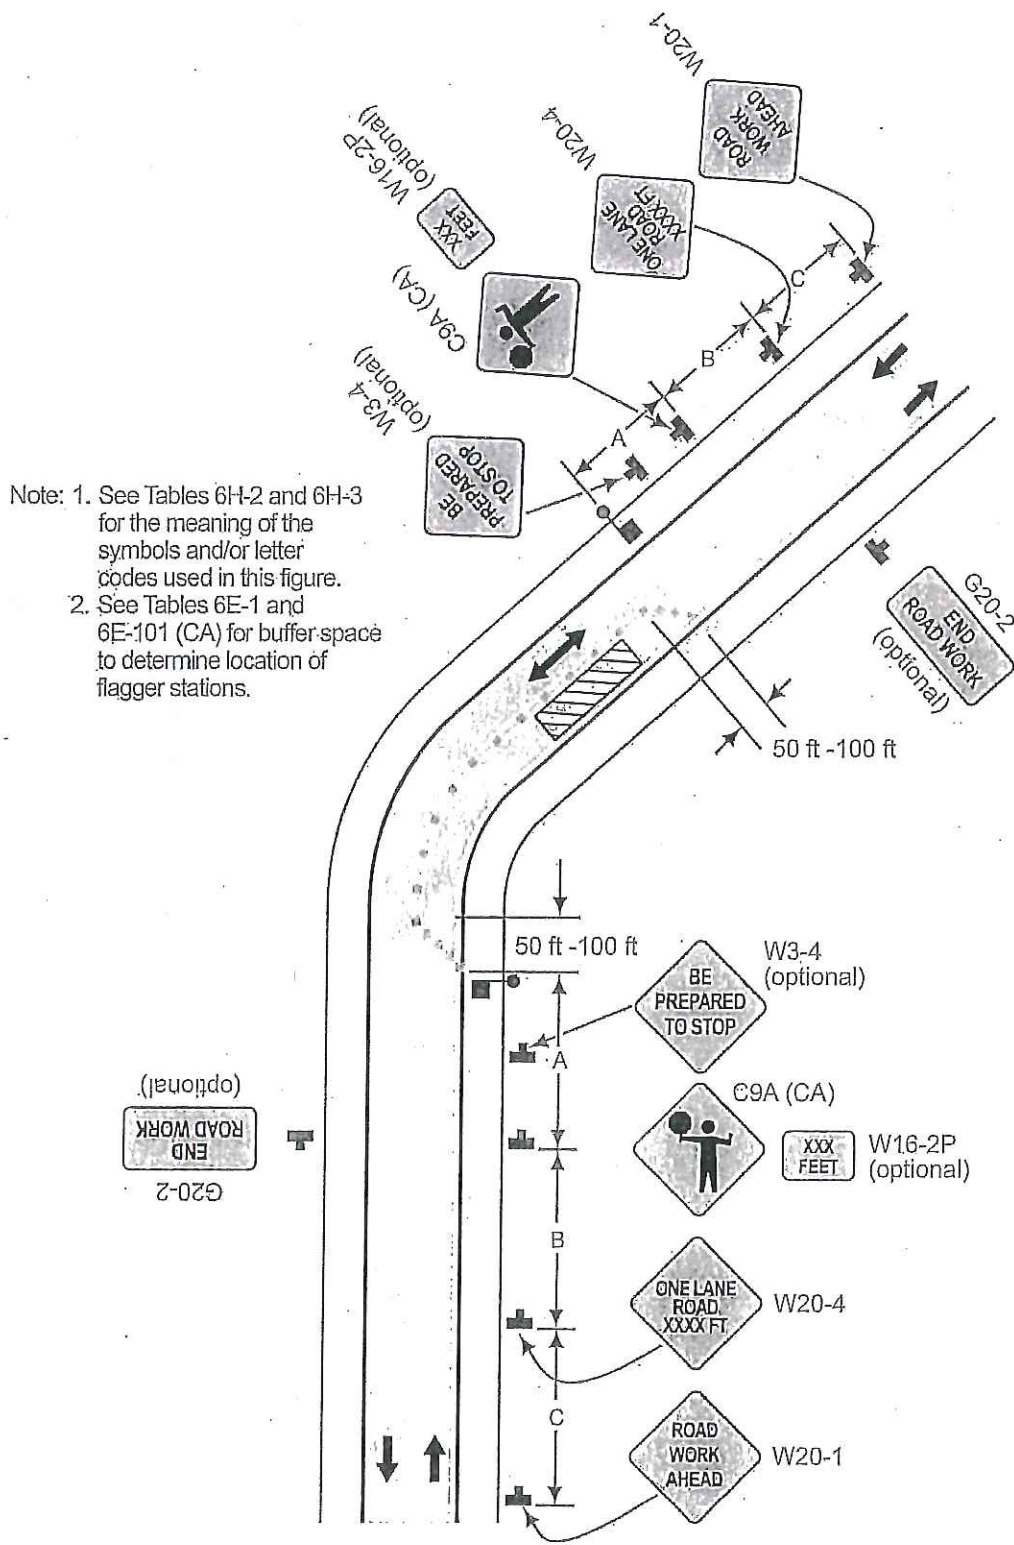 W20-1
ROAD
WORK
AHEAD
W20-4
ONE LANE
ROAD
XXXX FT
W16-2P
(optional)
XXX
FEET
C9A (CA)
W3-4
(optional)
BE
PREPARED
TO STOP
A
B
C
Note: 1. See Tables 6H-2 and 6H-3
for the meaning of the
symbols and/or letter
codes used in this figure.
2. See Tables 6E-1 and
6E-101 (CA) for buffer space
to determine location of
flagger stations.
G20-2
END
ROAD WORK
(optional)
50 ft -100 ft
50 ft -100 ft
BE
PREPARED
TO STOP
W3-4
(optional)
A
C9A (CA)
XXX
FEET
W16-2P
(optional)
G20-2
END
ROAD WORK
(optional)
B
ONE LANE
ROAD
XXXX FT
W20-4
C
ROAD
WORK
AHEAD
W20-1